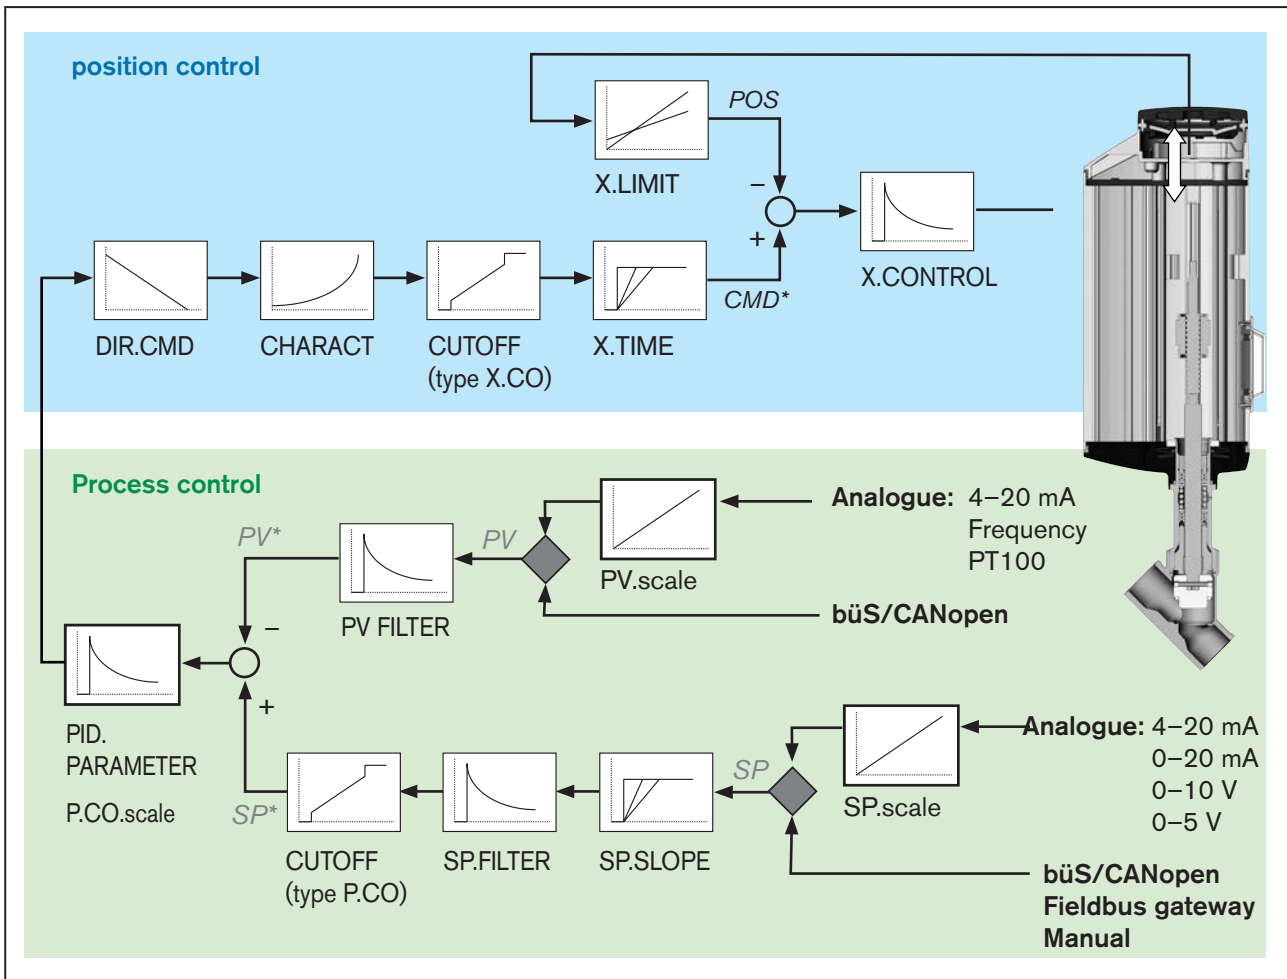 position control
POS
X.LIMIT
−
+
X.CONTROL
CMD*
DIR.CMD
CHARACT
CUTOFF
(type X.CO)
X.TIME
Process control
Analogue: 4–20 mA
Frequency
PT100
PV*
PV
PV.scale
büS/CANopen
PV FILTER
−
+
PID.
PARAMETER
P.CO.scale
Analogue: 4–20 mA
0–20 mA
0–10 V
0–5 V
SP
SP.scale
SP*
CUTOFF
(type P.CO)
SP.FILTER
SP.SLOPE
büS/CANopen
Fieldbus gateway
Manual